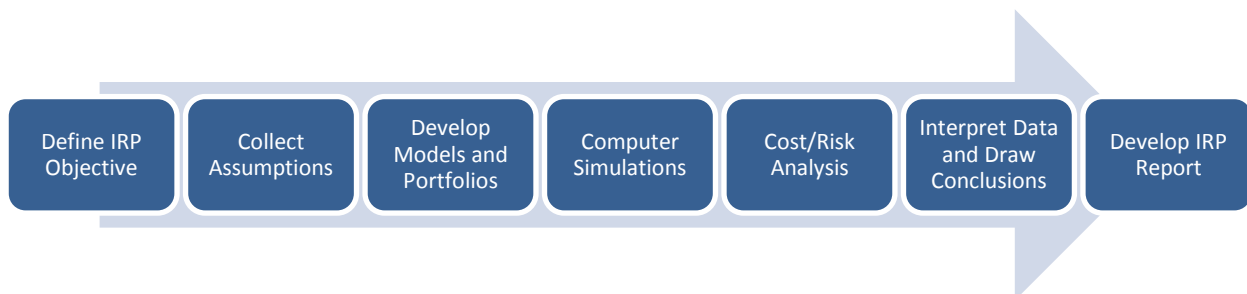 Define IRP
Objective
Collect
Assumptions
Develop
Models and
Portfolios
Computer
Simulations
Cost/Risk
Analysis
Interpret Data
and Draw
Conclusions
Develop IRP
Report